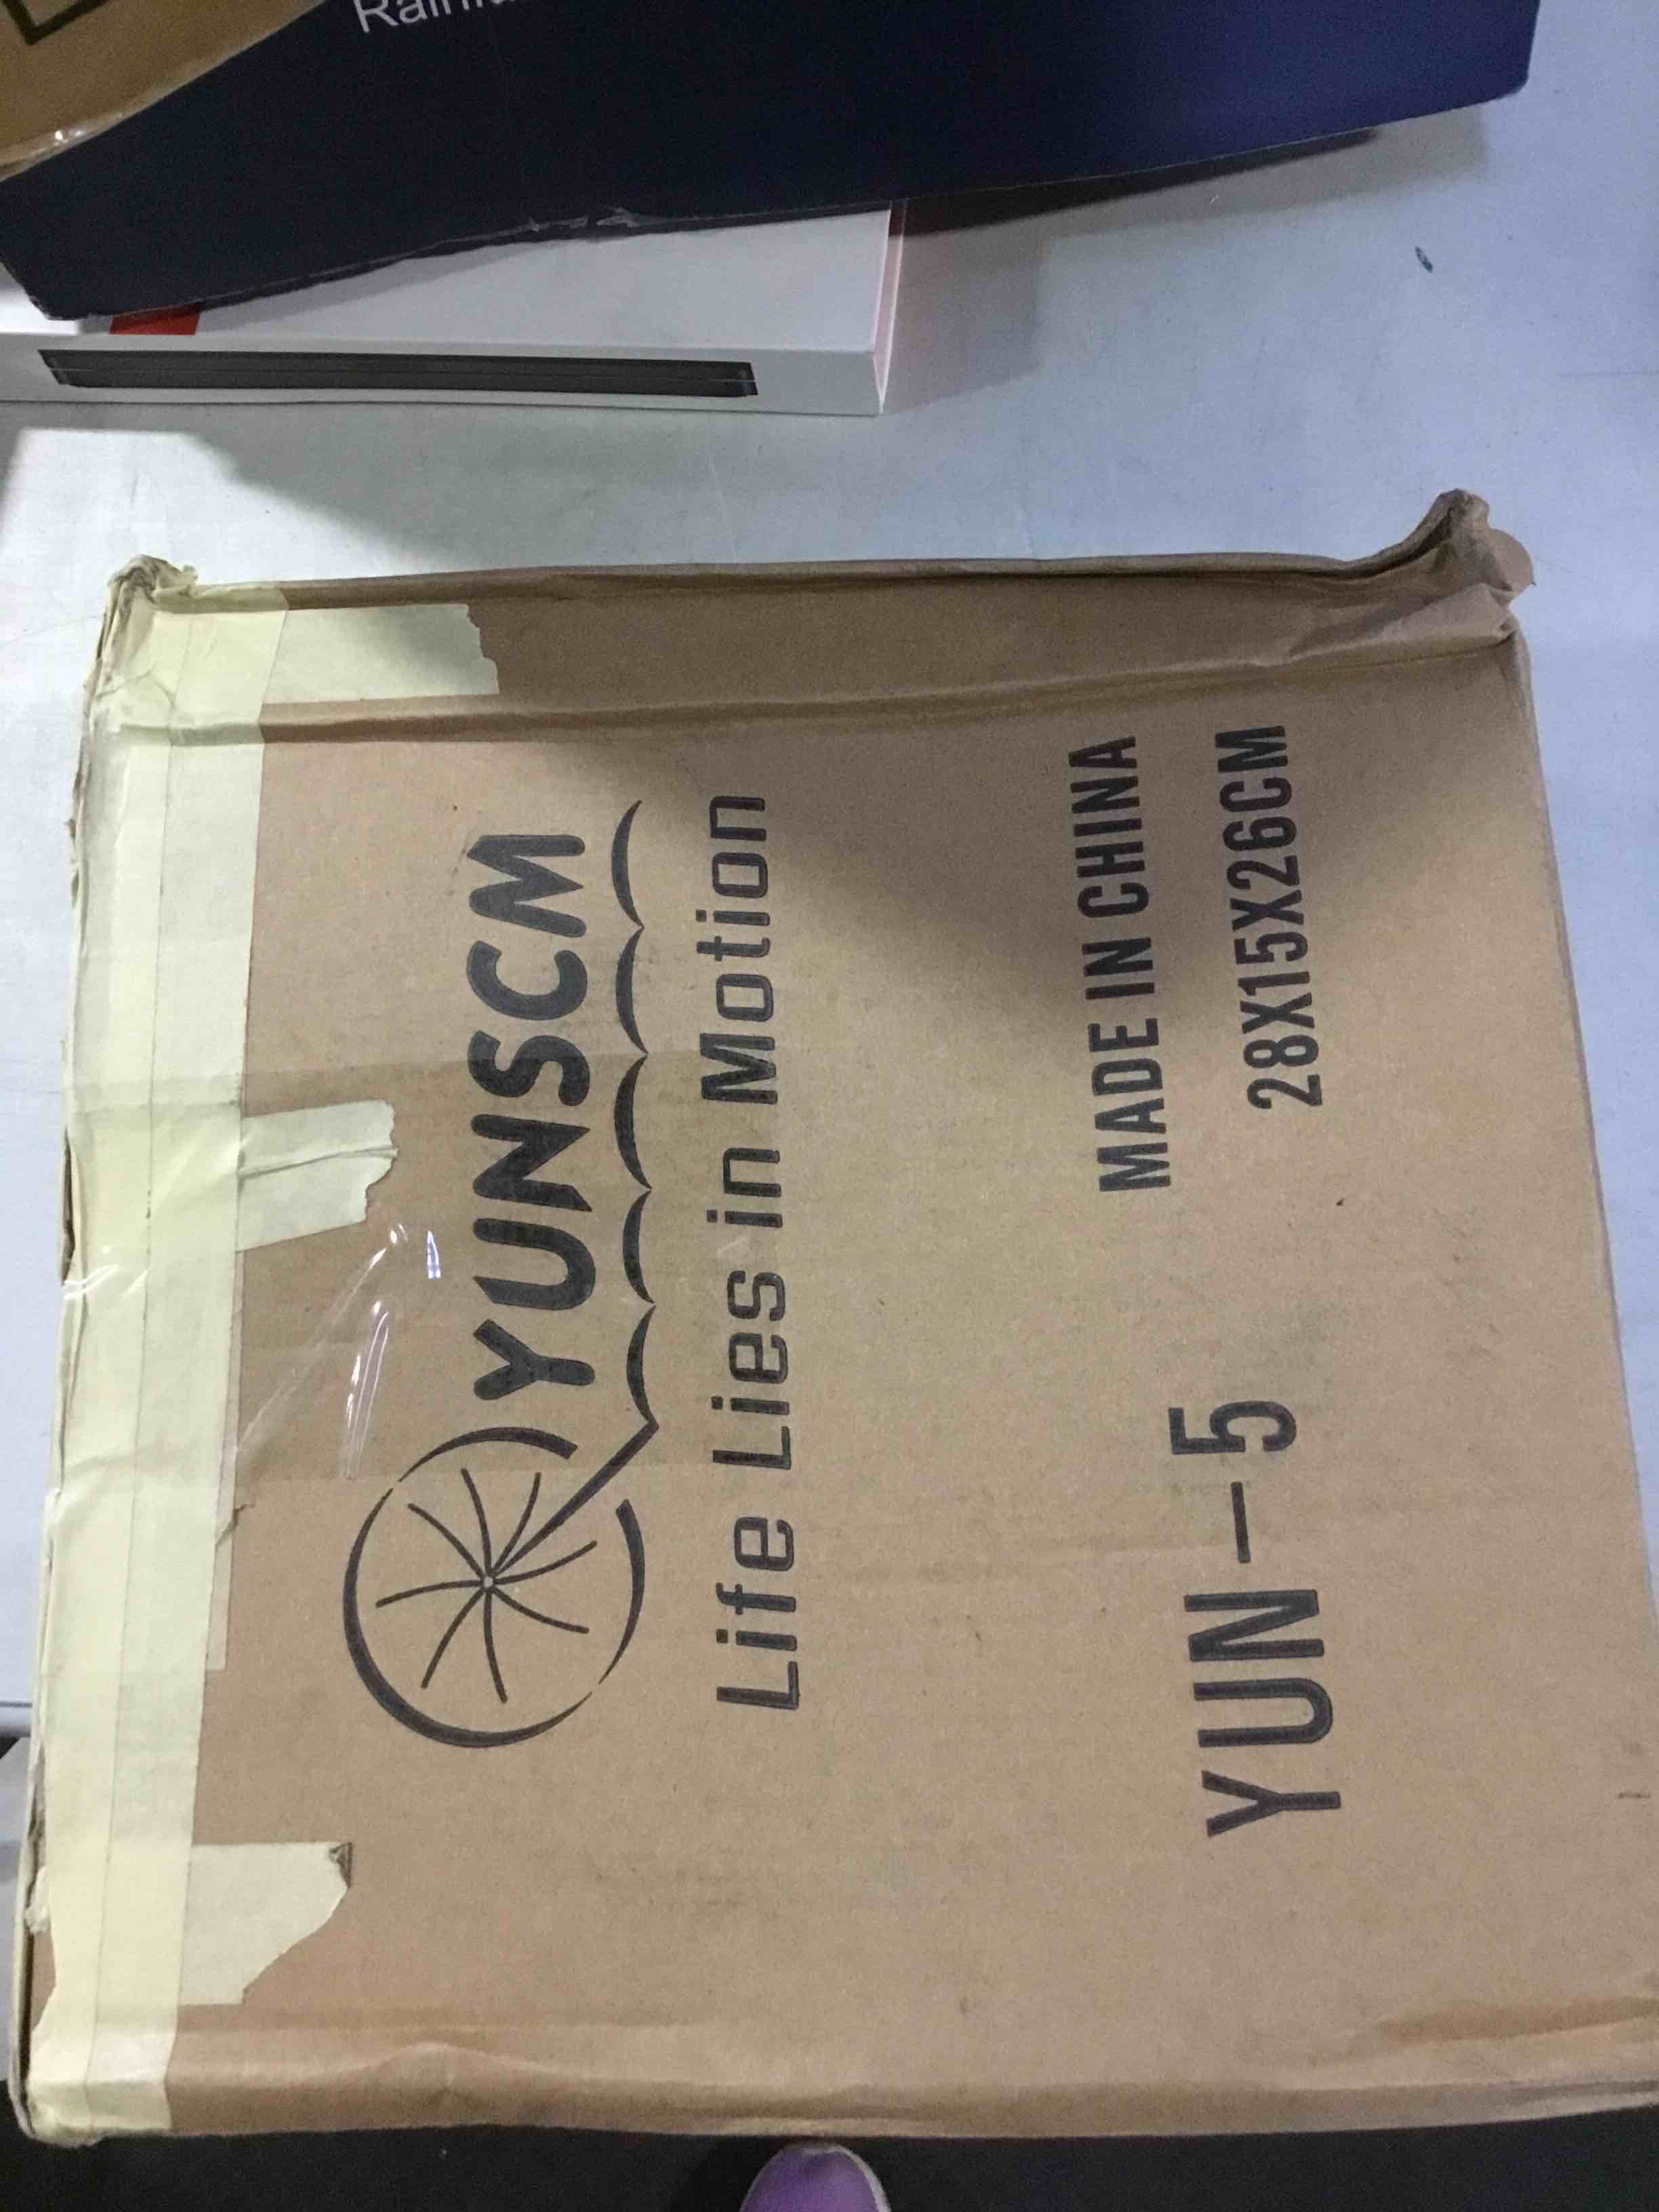 YUNSCM
Life Lies in Motion
MADE IN CHINA
YUN-5
28X15X26CM